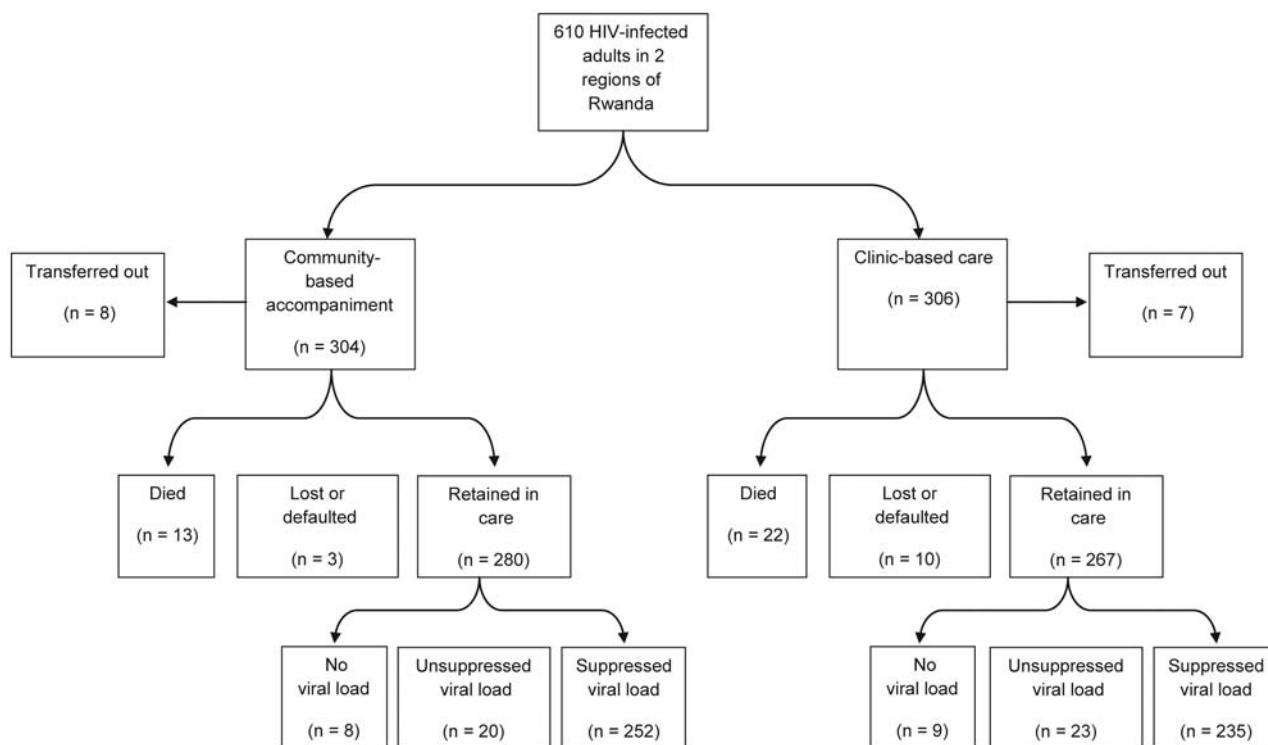 610 HIV-infected
adults in 2
regions of
Rwanda
Transferred out
(n = 8)
Community-
based
accompaniment
(n = 304)
Clinic-based care
(n = 306)
Transferred out
(n = 7)
Died
(n = 13)
Lost or
defaulted
(n = 3)
Retained in
care
(n = 280)
Died
(n = 22)
Lost or
defaulted
(n = 10)
Retained in
care
(n = 267)
No
viral load
(n = 8)
Unsuppressed
viral load
(n = 20)
Suppressed
viral load
(n = 252)
No
viral load
(n = 9)
Unsuppressed
viral load
(n = 23)
Suppressed
viral load
(n = 235)